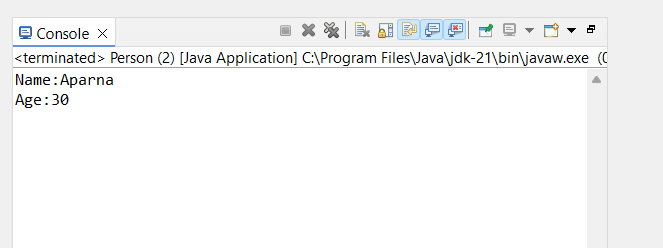 Console
<terminated> Person (2) [Java Application] C:\Program Files\Java\jdk-21\bin\javaw.exe
Name:Aparna
Age:30